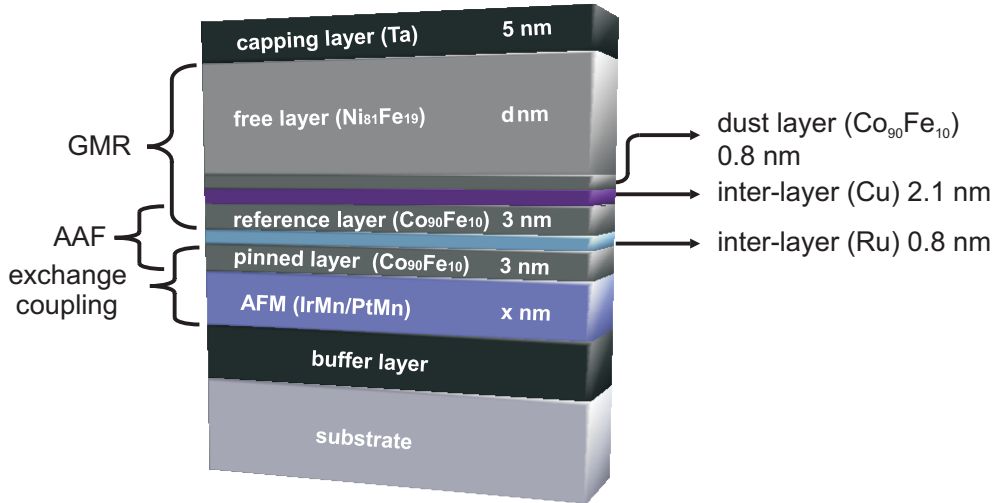 capping layer (Ta) 5 nm
free layer (Ni₈₁Fe₁₉) d nm
GMR
dust layer (Co₉₀Fe₁₀)
0.8 nm
inter-layer (Cu) 2.1 nm
reference layer (Co₉₀Fe₁₀) 3 nm
AAF
inter-layer (Ru) 0.8 nm
pinned layer (Co₉₀Fe₁₀) 3 nm
exchange
coupling
AFM (IrMn/PtMn) x nm
buffer layer
substrate